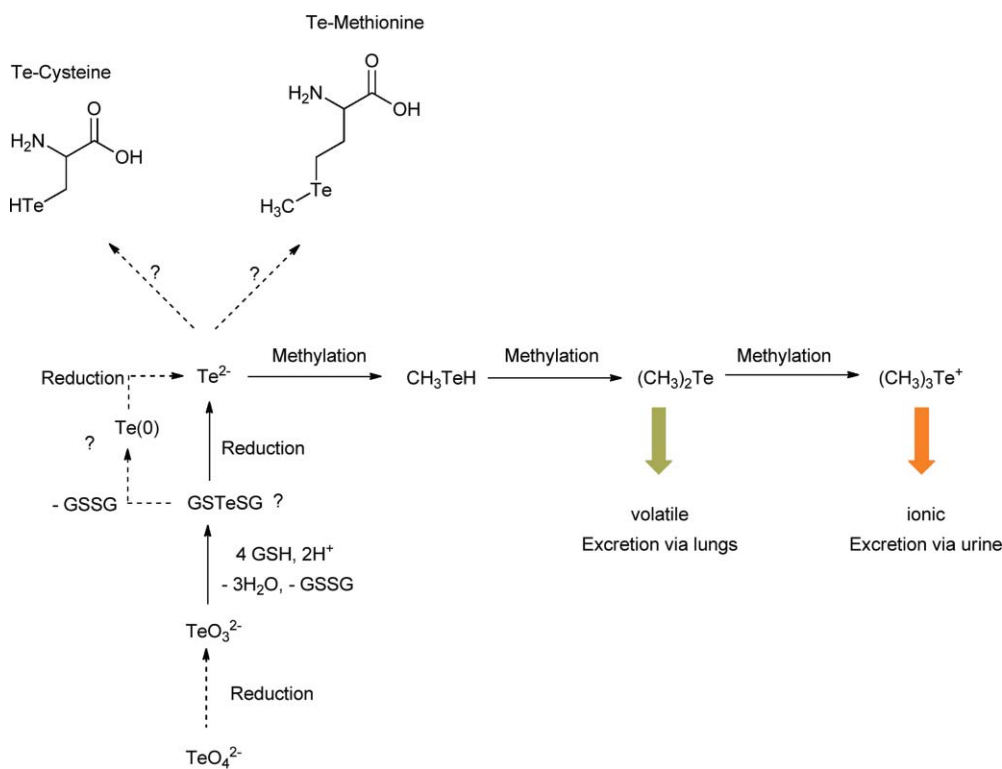 Te-Methionine
Te-Cysteine
O
H₂N
OH
O
H₂N
OH
Te
HTe
H₃C
?
?
Reduction
Te²⁻
Methylation
CH₃TeH
Methylation
(CH₃)₂Te
Methylation
(CH₃)₃Te⁺
Te(0)
?
Reduction
- GSSG
GSTeSG ?
volatile
ionic
Excretion via lungs
Excretion via urine
4 GSH, 2H⁺
- 3H₂O, - GSSG
TeO₃²⁻
Reduction
TeO₄²⁻